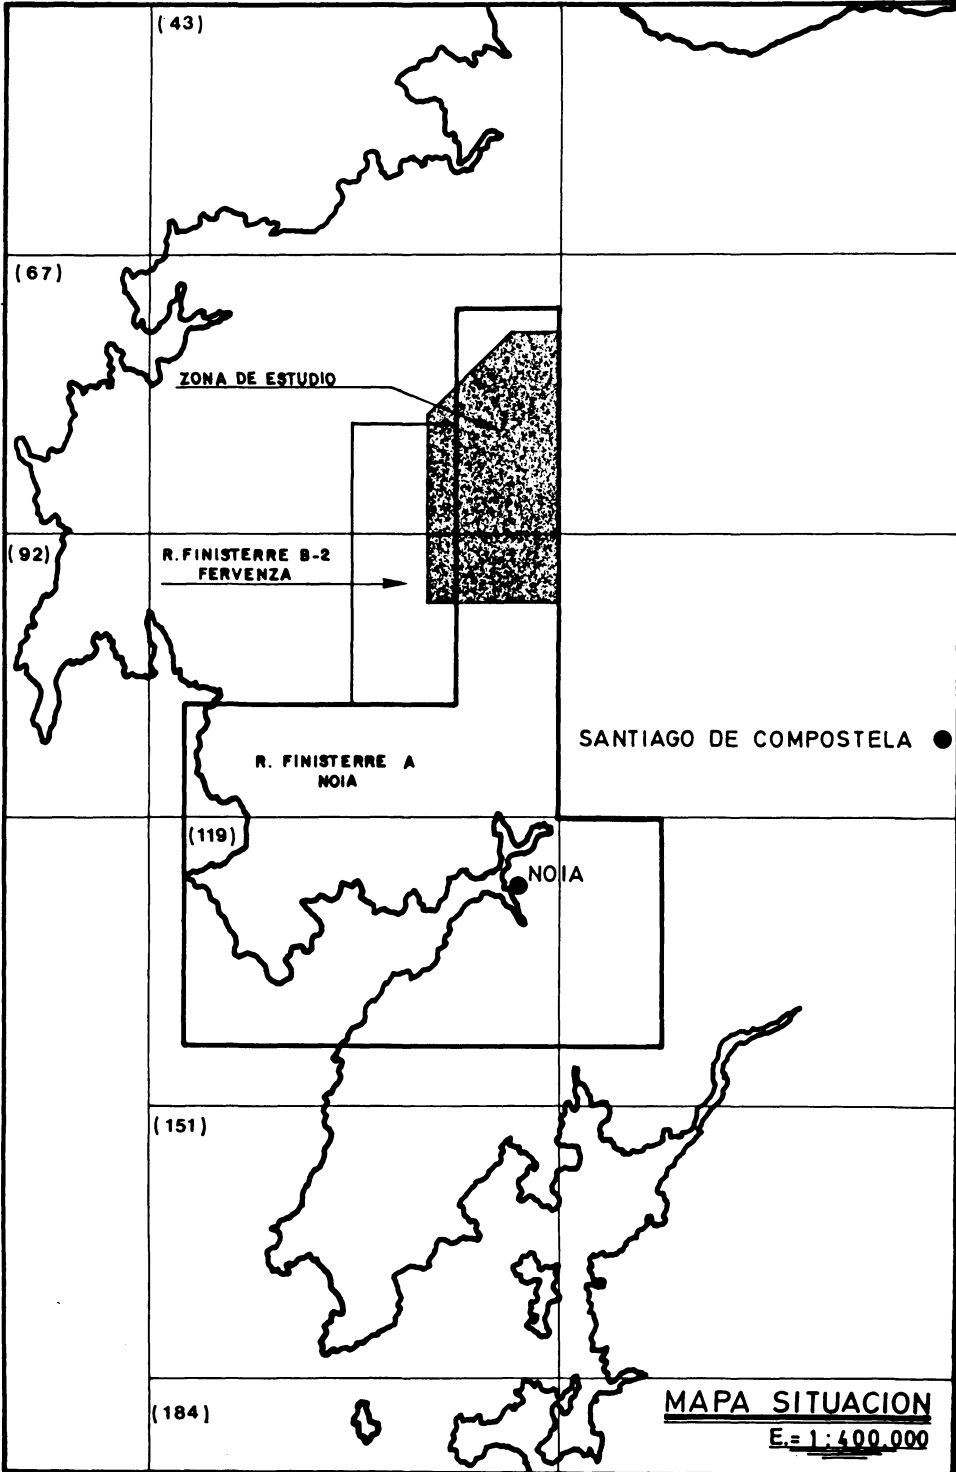 (43)
(67)
ZONA DE ESTUDIO
(92)
R. FINISTERRE B-2
FERVENZA
SANTIAGO DE COMPOSTELA
R. FINISTERRE A
NOIA
(119)
NOIA
(151)
(184)
MAPA SITUACION
E.= 1:400.000